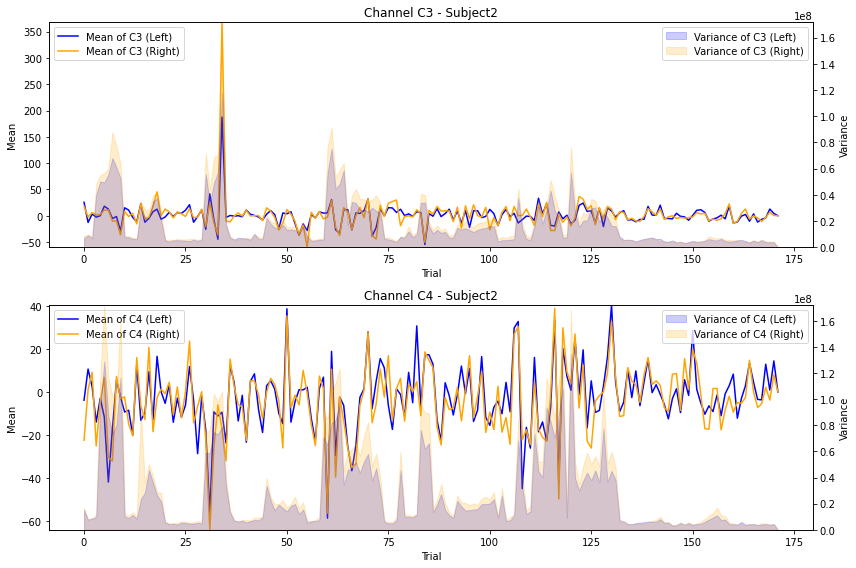 Channel C3 - Subject2
1e8
Mean of C3 (Left)
Mean of C3 (Right)
Variance of C3 (Left)
Variance of C3 (Right)
350
300
250
200
150
100
50
0
−50
Mean
1.6
1.4
1.2
1.0
0.8
0.6
0.4
0.2
0.0
Variance
0 25 50 75 100 125 150 175
Trial
Channel C4 - Subject2
1e8
Mean of C4 (Left)
Mean of C4 (Right)
Variance of C4 (Left)
Variance of C4 (Right)
40
20
0
−20
−40
−60
Mean
1.6
1.4
1.2
1.0
0.8
0.6
0.4
0.2
0.0
Variance
0 25 50 75 100 125 150 175
Trial